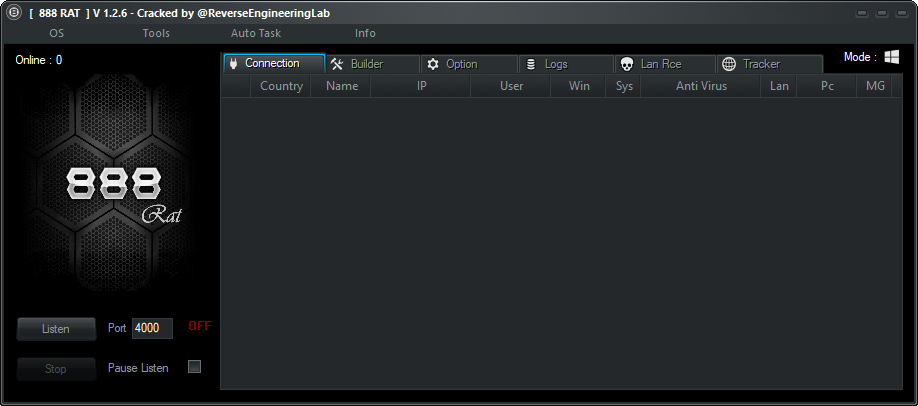 [ 888 RAT ] V 1.2.6 - Cracked by @ReverseEngineeringLab
OS Tools Auto Task Info
Online : 0
Connection Builder Option Logs Lan Rce Tracker
Mode :
Country Name IP User Win Sys Anti Virus Lan Pc MG
888
Rat
Listen Port 4000 OFF
Stop Pause Listen